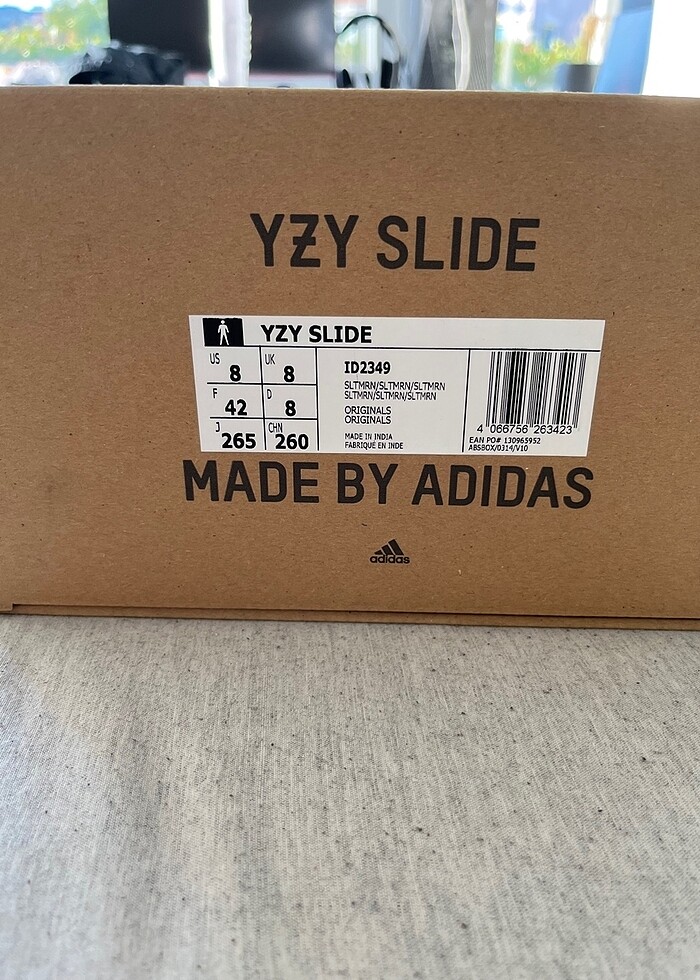 YZY SLIDE
YZY SLIDE
US 8 UK 8
F 42 D 8
J 265 CHN 260
ID2349
SLTMRN/SLTMRN/SLTMRN
SLTMRN/SLTMRN/SLTMRN
ORIGINALS
ORIGINALS
MADE IN INDIA
FABRIQUÉ EN INDE
4 066756 263423
EAN PO# 130965952
ABSBOX/0314/V10
MADE BY ADIDAS
adidas